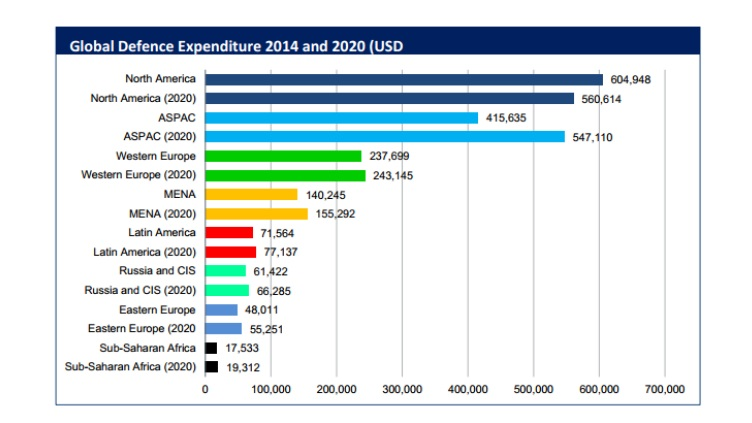 Global Defence Expenditure 2014 and 2020 (USD
North America 604,948
North America (2020) 560,614
ASPAC 415,635
ASPAC (2020) 547,110
Western Europe 237,699
Western Europe (2020) 243,145
MENA 140,245
MENA (2020) 155,292
Latin America 71,564
Latin America (2020) 77,137
Russia and CIS 61,422
Russia and CIS (2020) 66,285
Eastern Europe 48,011
Eastern Europe (2020 55,251
Sub-Saharan Africa 17,533
Sub-Saharan Africa (2020) 19,312
0 100,000 200,000 300,000 400,000 500,000 600,000 700,000